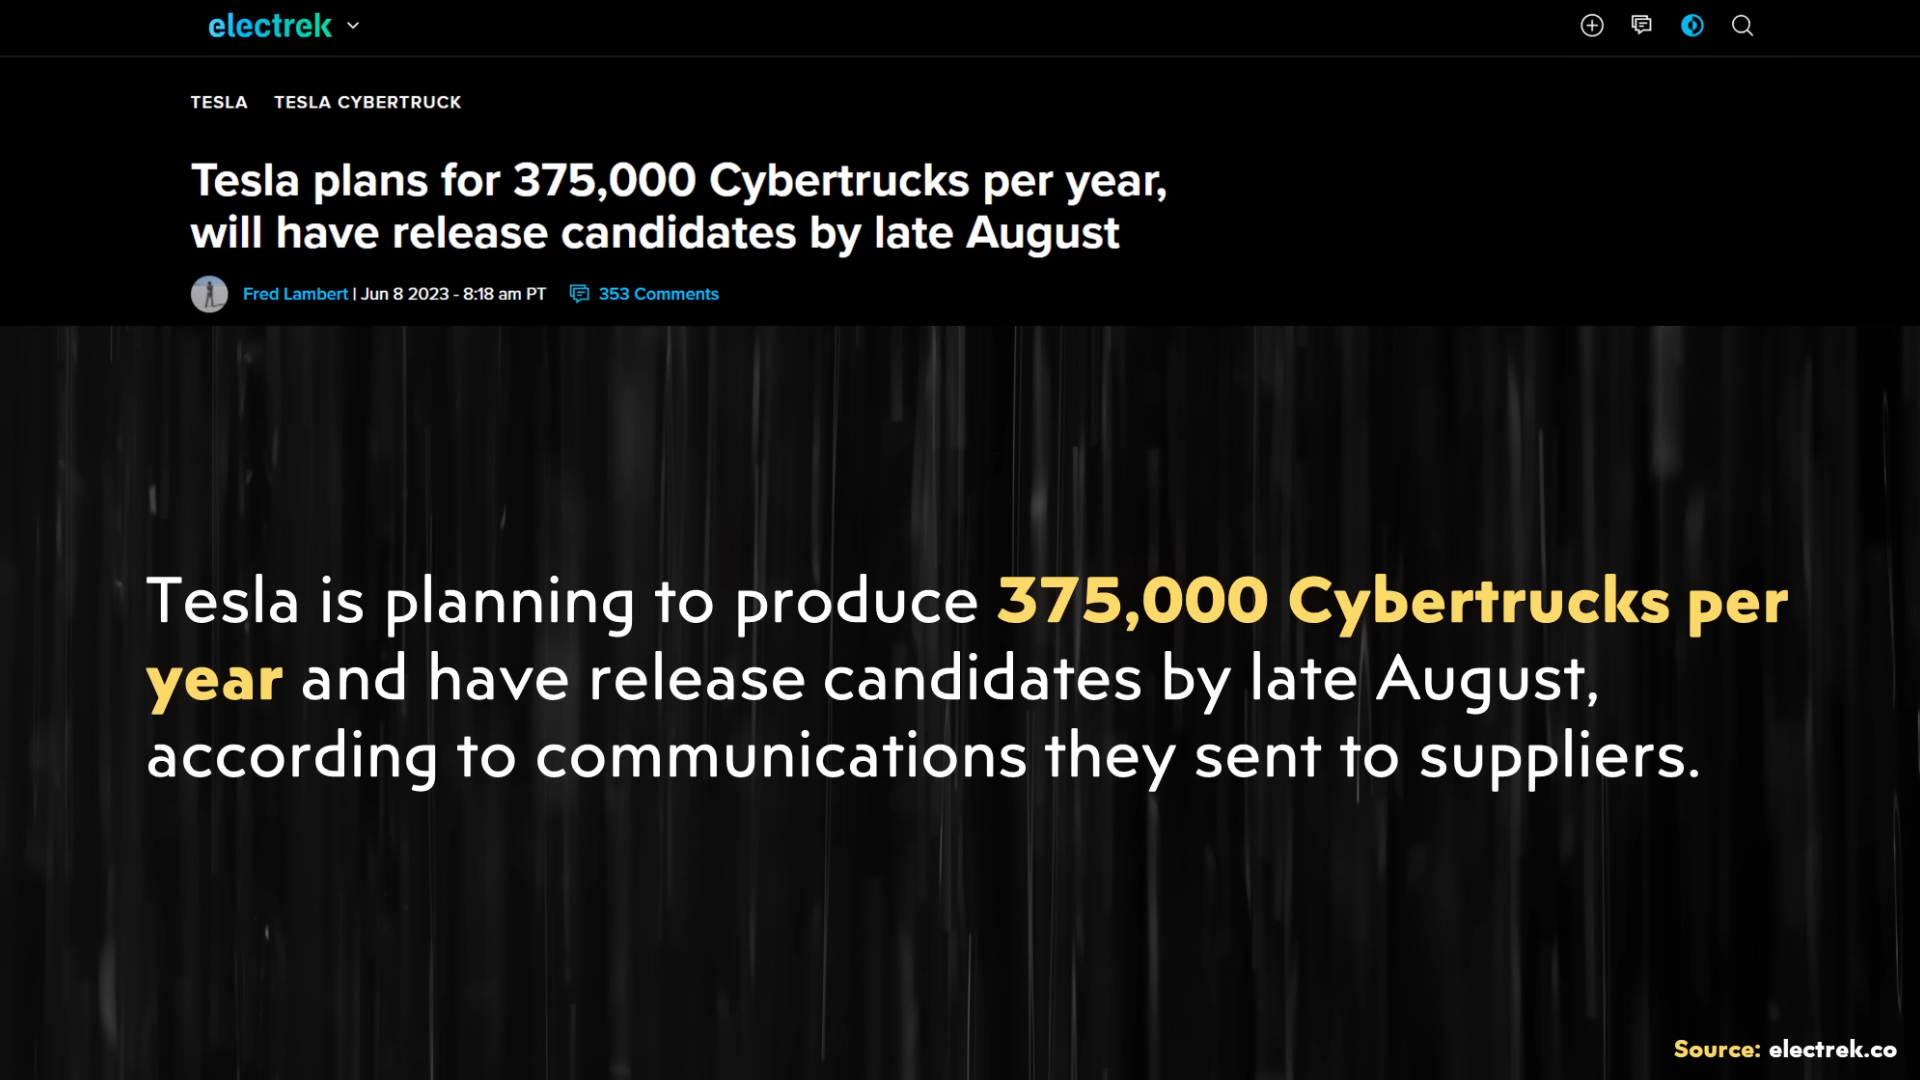 electrek
TESLA TESLA CYBERTRUCK
Tesla plans for 375,000 Cybertrucks per year,
will have release candidates by late August
Fred Lambert | Jun 8 2023 - 8:18 am PT 353 Comments
Tesla is planning to produce 375,000 Cybertrucks per
year and have release candidates by late August,
according to communications they sent to suppliers.
Source: electrek.co